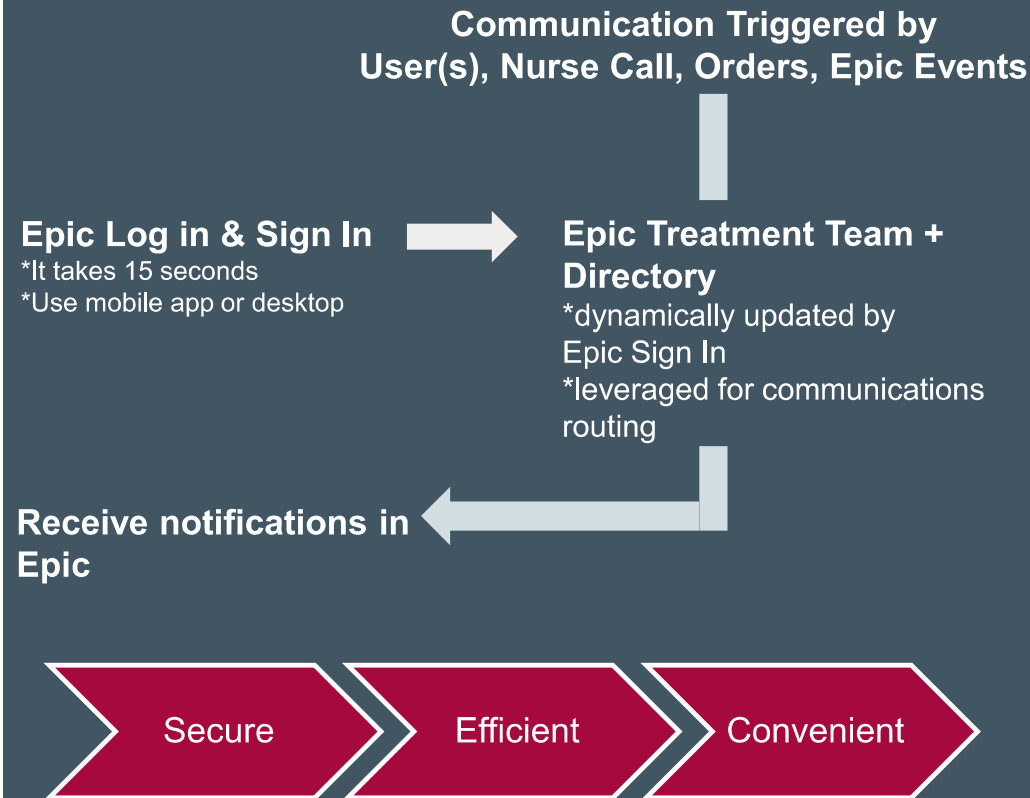 Communication Triggered by
User(s), Nurse Call, Orders, Epic Events
Epic Log in & Sign In
*It takes 15 seconds
*Use mobile app or desktop
Epic Treatment Team +
Directory
*dynamically updated by
Epic Sign In
*leveraged for communications
routing
Receive notifications in
Epic
Secure
Efficient
Convenient